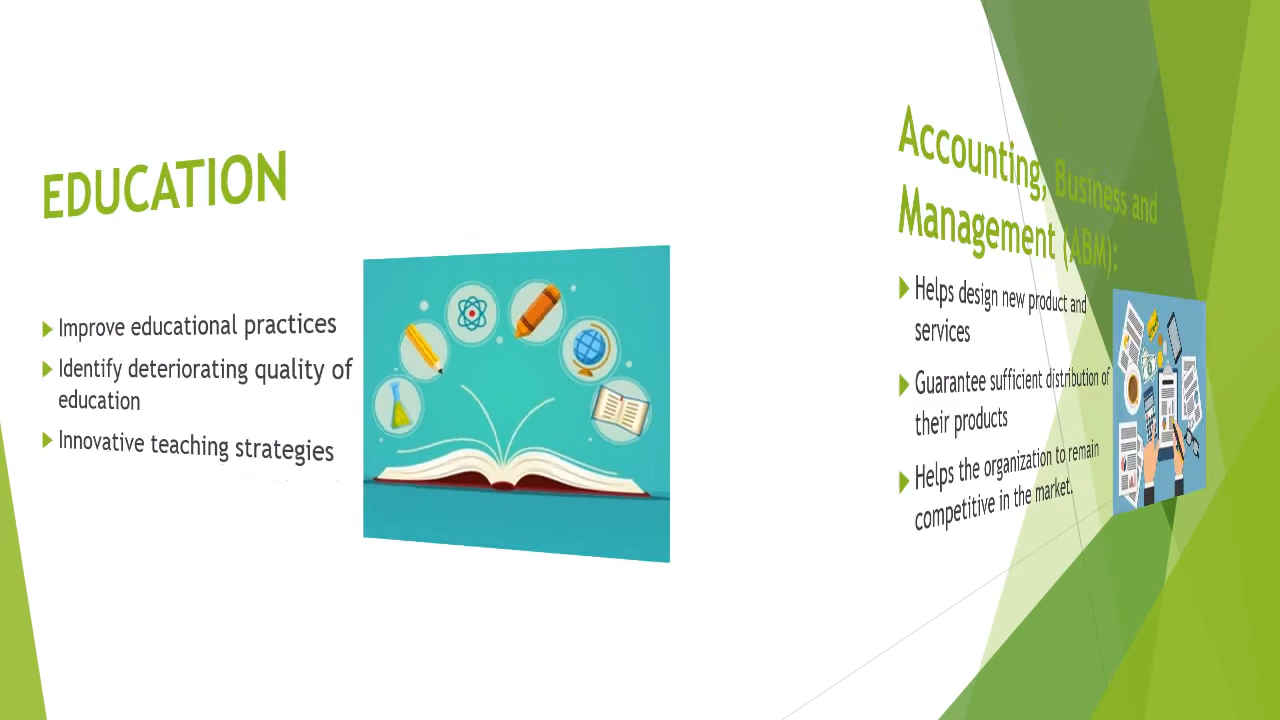 EDUCATION
Improve educational practices
Identify deteriorating quality of
education
Innovative teaching strategies
Accounting, Business and
Management (ABM):
Helps design new product and
services
Guarantee sufficient distribution of
their products
Helps the organization to remain
competitive in the market.